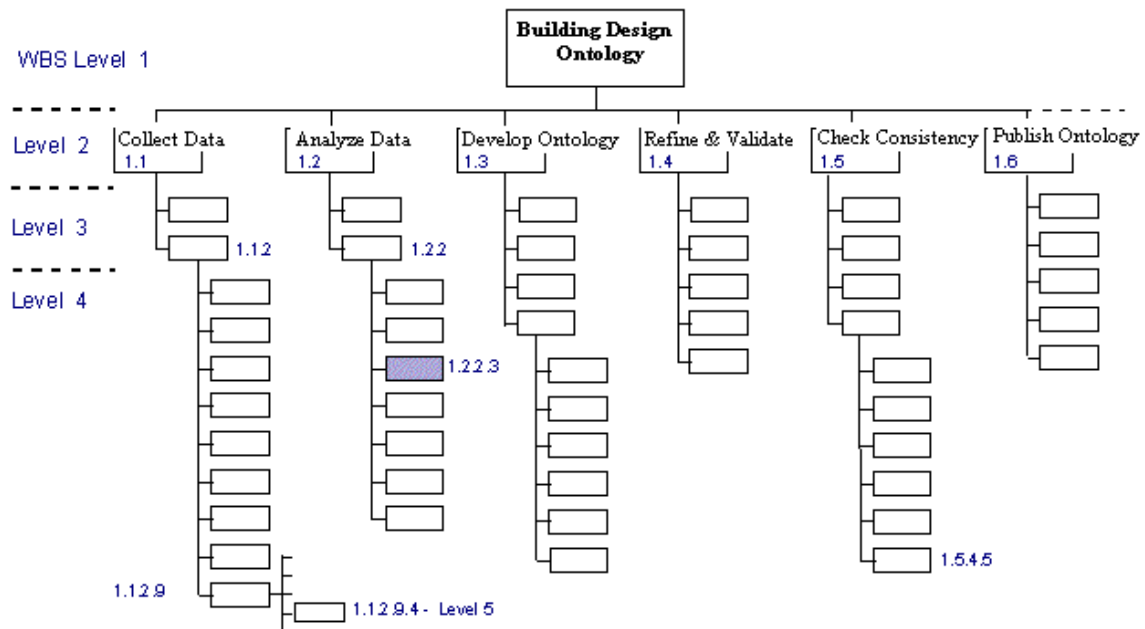 Building Design
Ontology
WBS Level 1
Level 2
Collect Data
1.1
Analyze Data
1.2
Develop Ontology
1.3
Refine & Validate
1.4
Check Consistency
1.5
Publish Ontology
1.6
Level 3
1.1.2
1.2.2
Level 4
1.2.2.3
1.5.4.5
1.1.2.9
1.1.2.9.4 - Level 5